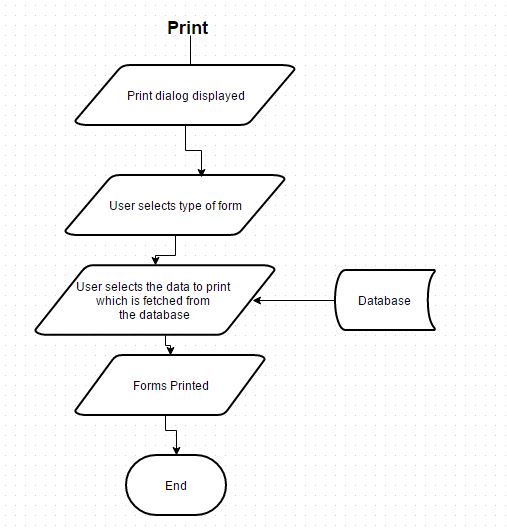 Print
Print dialog displayed
User selects type of form
User selects the data to print
which is fetched from
the database
Database
Forms Printed
End